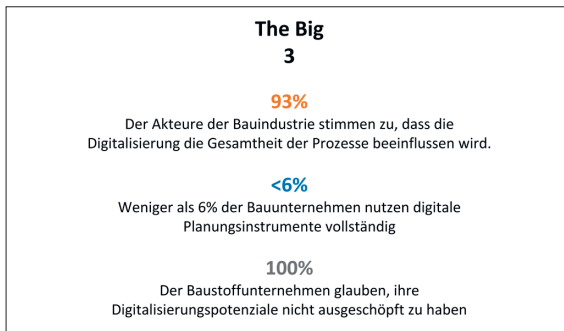 The Big
3
93%
Der Akteure der Bauindustrie stimmen zu, dass die
Digitalisierung die Gesamtheit der Prozesse beeinflussen wird.
<6%
Weniger als 6% der Bauunternehmen nutzen digitale
Planungsinstrumente vollständig
100%
Der Baustoffunternehmen glauben, ihre
Digitalisierungspotenziale nicht ausgeschöpft zu haben